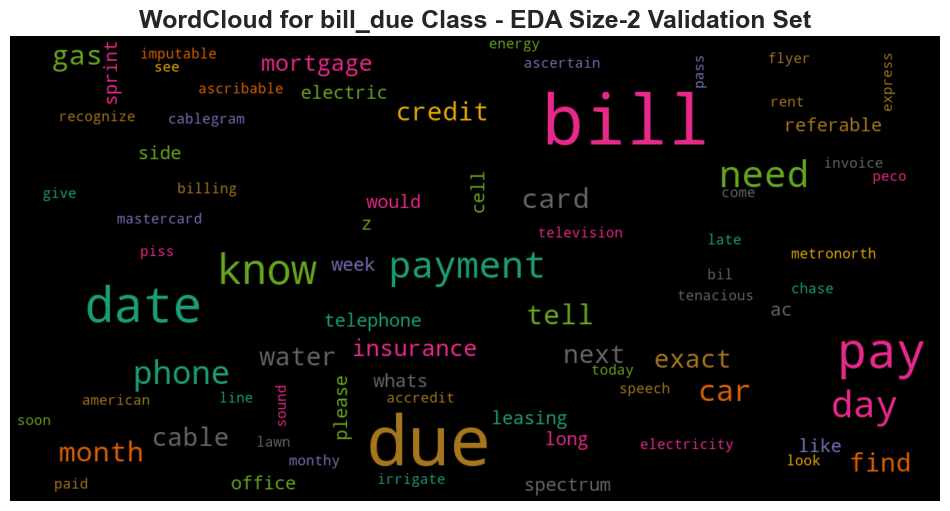 WordCloud for bill_due Class - EDA Size-2 Validation Set
energy
gas
sprint
imputable
see
mortgage
ascertain
pass
flyer
express
ascribable
electric
recognize
cablegram
credit
bill
rent
referable
side
need
invoice
peco
give
billing
cell
card
come
would
mastercard
z
television
late
piss
know
week
payment
metronorth
bil
tenacious
chase
date
ac
telephone
tell
water
insurance
next
exact
pay
phone
whats
today
speech
car
day
american
line
sound
please
accredit
soon
cable
lawn
due
leasing
long
electricity
like
month
monthy
look
find
paid
office
irrigate
spectrum